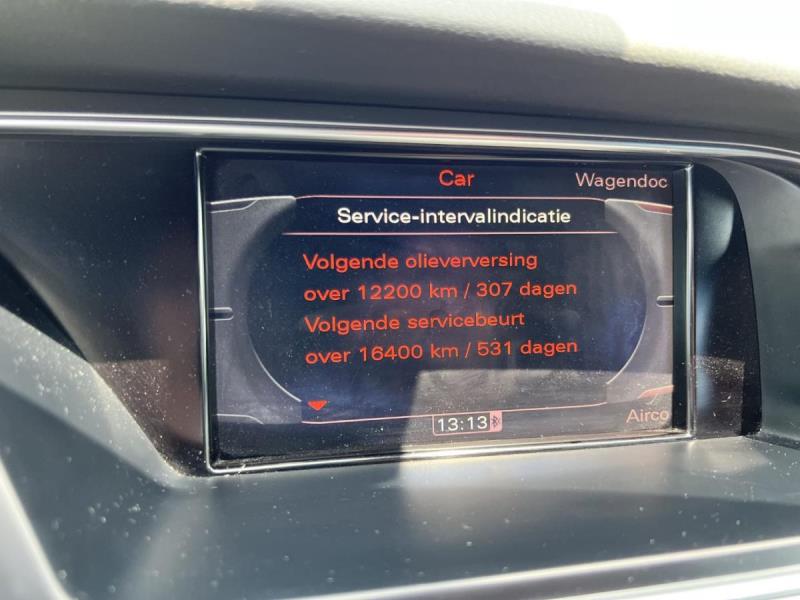 Car
Wagendoc
Service-intervalindicatie
Volgende olieverversing
over 12200 km / 307 dagen
Volgende servicebeurt
over 16400 km / 531 dagen
Airco
13:13